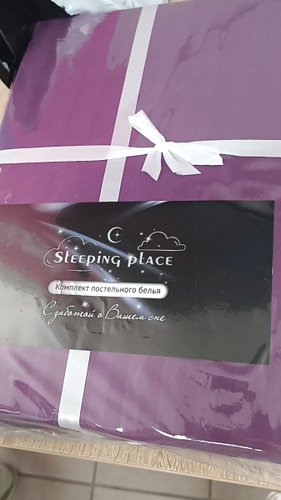 Sleeping place
Комплект постельного белья
С заботой о Вашем сне